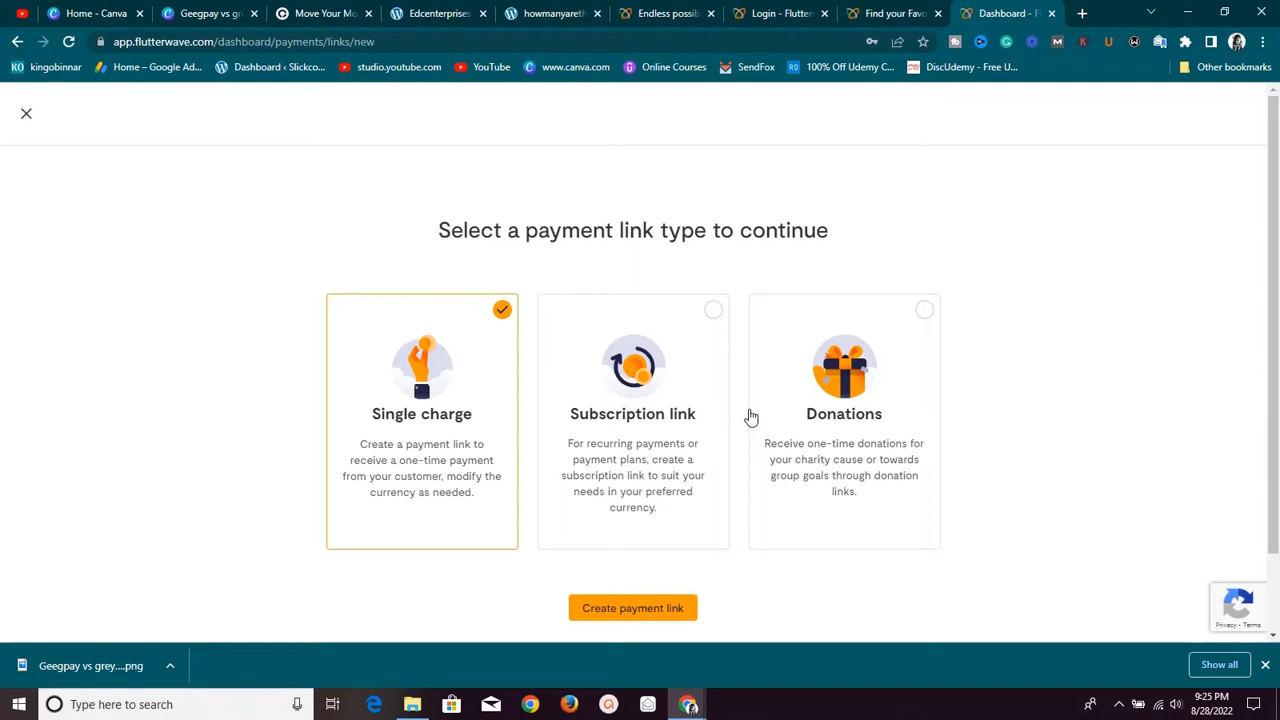 Home – Canva
Geegpay vs gr
Move Your Mo
Edcenterprises
howmanyareth
Endless possib
Login - Flutter
Find your Favo
Dashboard - Fl
app.flutterwave.com/dashboard/payments/links/new
kingobinnar
Home – Google Ad...
Dashboard ‹ Slickco...
studio.youtube.com
YouTube
www.canva.com
Online Courses
SendFox
100% Off Udemy C...
DiscUdemy - Free U...
Other bookmarks
Select a payment link type to continue
Single charge
Create a payment link to
receive a one-time payment
from your customer, modify the
currency as needed.
Subscription link
For recurring payments or
payment plans, create a
subscription link to suit your
needs in your preferred
currency.
Donations
Receive one-time donations for
your charity cause or towards
group goals through donation
links.
Create payment link
Privacy • Terms
Geegpay vs grey....png
Show all
Type here to search
9:25 PM
8/28/2022